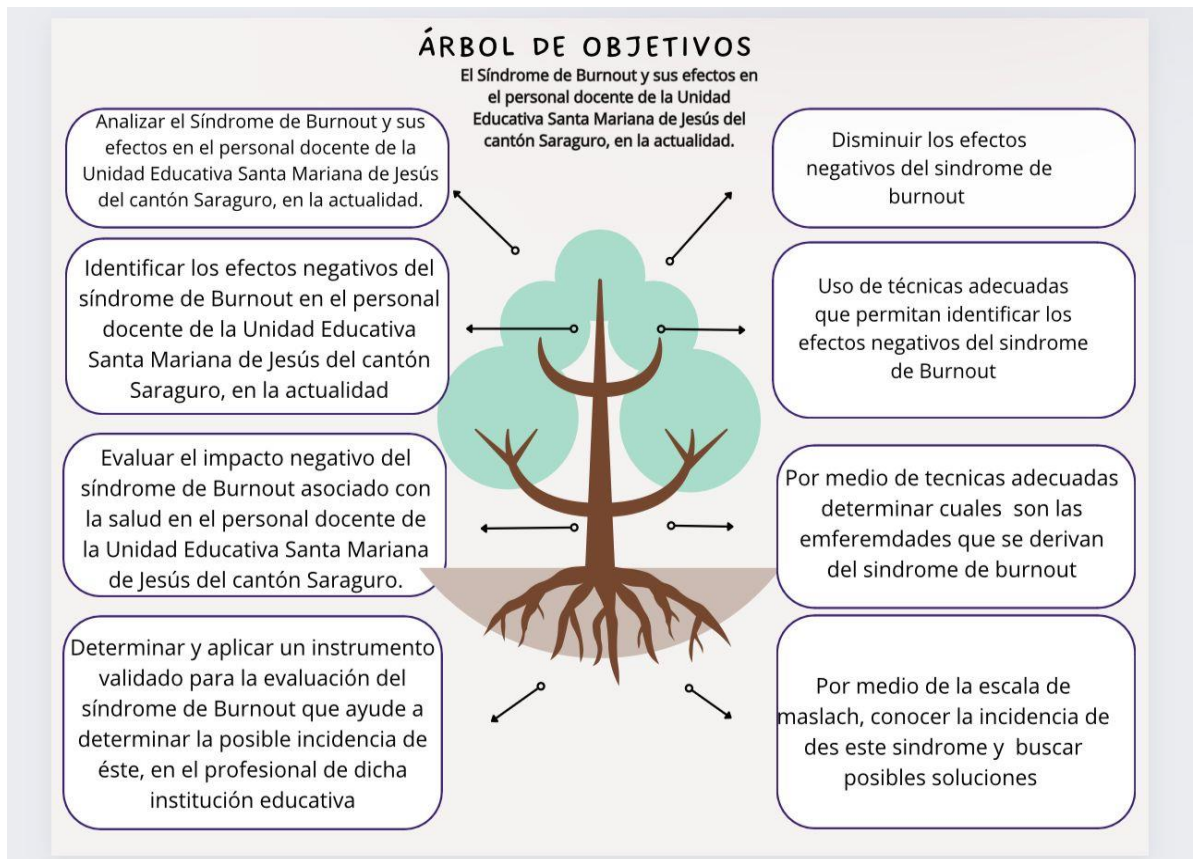 ÁRBOL DE OBJETIVOS
El Síndrome de Burnout y sus efectos en
el personal docente de la Unidad
Educativa Santa Mariana de Jesús del
cantón Saraguro, en la actualidad.
Analizar el Síndrome de Burnout y sus
efectos en el personal docente de la
Unidad Educativa Santa Mariana de Jesús
del cantón Saraguro, en la actualidad.
Identificar los efectos negativos del
síndrome de Burnout en el personal
docente de la Unidad Educativa
Santa Mariana de Jesús del cantón
Saraguro, en la actualidad
Evaluar el impacto negativo del
síndrome de Burnout asociado con
la salud en el personal docente de
la Unidad Educativa Santa Mariana
de Jesús del cantón Saraguro.
Determinar y aplicar un instrumento
validado para la evaluación del
síndrome de Burnout que ayude a
determinar la posible incidencia de
éste, en el profesional de dicha
institución educativa
Disminuir los efectos
negativos del sindrome de
burnout
Uso de técnicas adecuadas
que permitan identificar los
efectos negativos del sindrome
de Burnout
Por medio de tecnicas adecuadas
determinar cuales son las
emferemdades que se derivan
del sindrome de burnout
Por medio de la escala de
maslach, conocer la incidencia de
des este sindrome y buscar
posibles soluciones